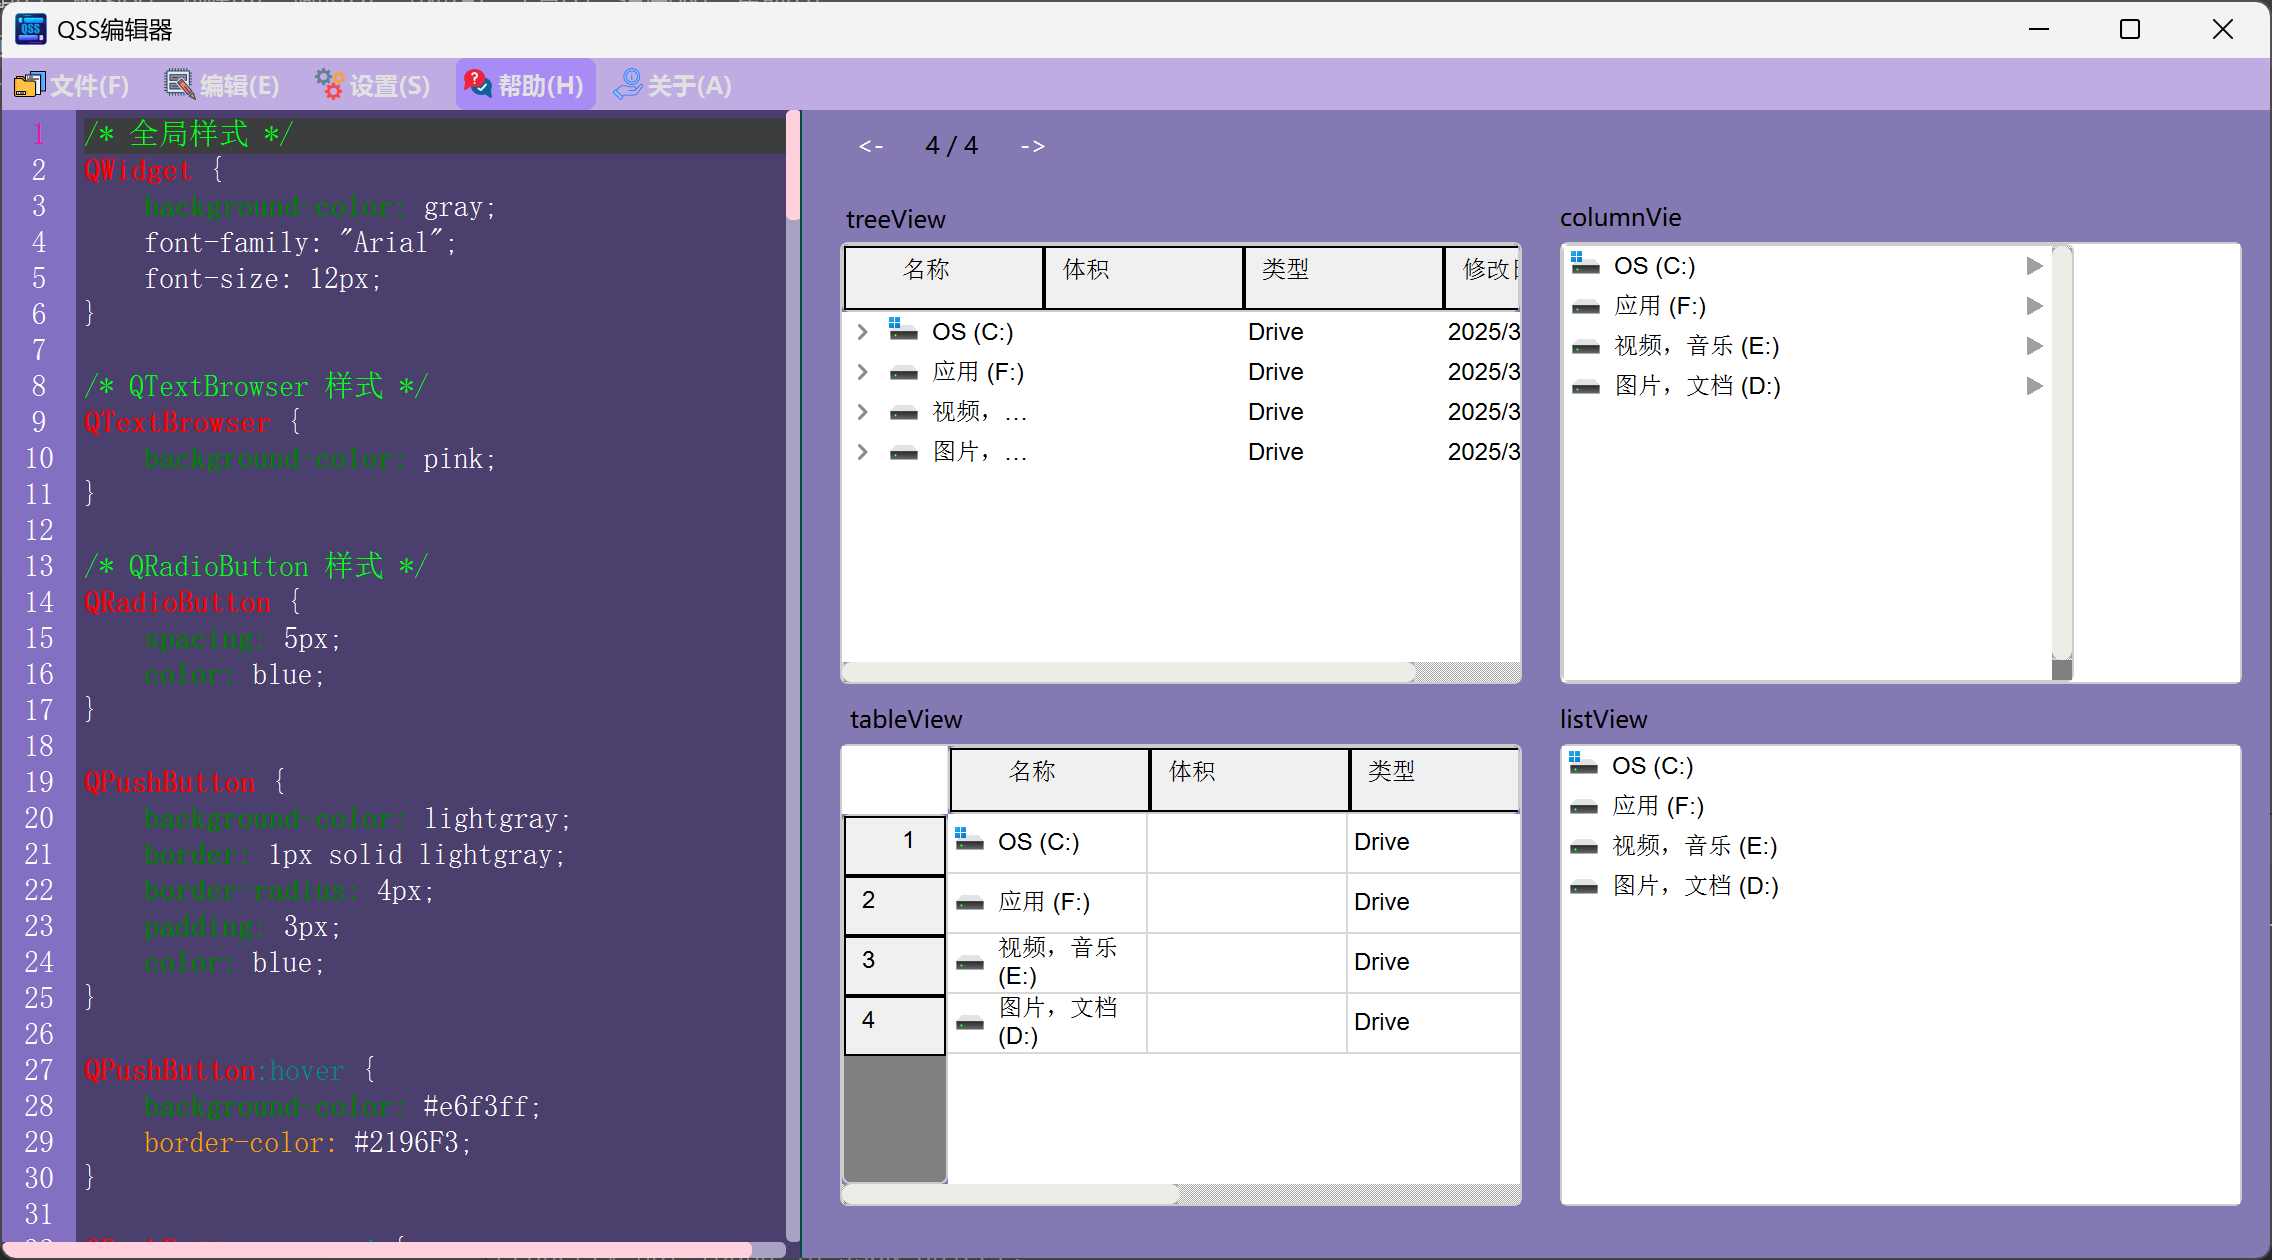 QSS编辑器
文件(F) 编辑(E) 设置(S) 帮助(H) 关于(A)
1 /* 全局样式 */
2 QWidget {
3 background-color: gray;
4 font-family: "Arial";
5 font-size: 12px;
6 }
7
8 /* QTextBrowser 样式 */
9 QTextBrowser {
10 background-color: pink;
11 }
12
13 /* QRadioButton 样式 */
14 QRadioButton {
15 spacing: 5px;
16 color: blue;
17 }
18
19 QPushButton {
20 background-color: lightgray;
21 border: 1px solid lightgray;
22 border-radius: 4px;
23 padding: 3px;
24 color: blue;
25 }
26
27 QPushButton:hover {
28 background-color: #e6f3ff;
29 border-color: #2196F3;
30 }
31
<- 4 / 4 ->
treeView
名称 体积 类型 修改
OS (C:) Drive 2025/3
应用 (F:) Drive 2025/3
视频，... Drive 2025/3
图片，... Drive 2025/3
columnVie
OS (C:)
应用 (F:)
视频，音乐 (E:)
图片，文档 (D:)
tableView
名称 体积 类型
1 OS (C:) Drive
2 应用 (F:) Drive
3 视频，音乐 (E:) Drive
4 图片，文档 (D:) Drive
listView
OS (C:)
应用 (F:)
视频，音乐 (E:)
图片，文档 (D:)